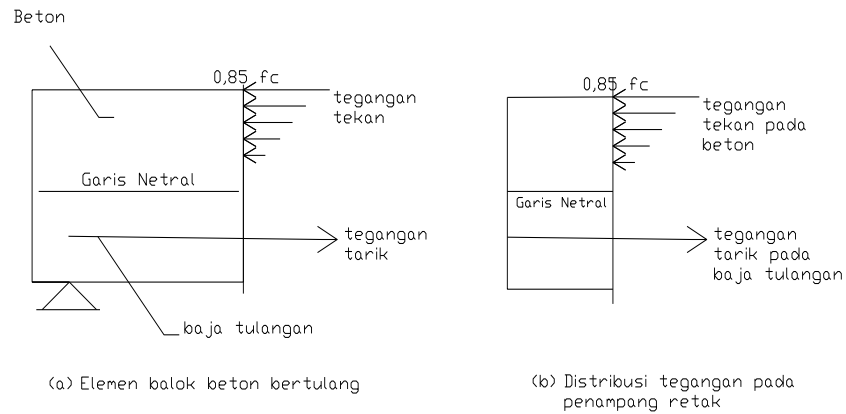 Beton
0,85 fc
tegangan
tekan
Garis Netral
tegangan
tarik
baja tulangan
(a) Elemen balok beton bertulang
0,85 fc
tegangan
tekan pada
beton
Garis Netral
tegangan
tarik pada
baja tulangan
(b) Distribusi tegangan pada
penampang retak